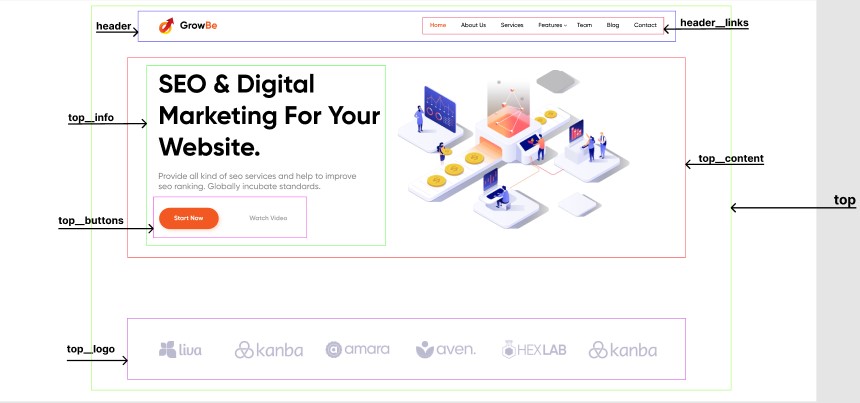 header
GrowBe
Home About Us Services Features Team Blog Contact
header__links
SEO & Digital
Marketing For Your
Website.
top__info
top__content
Provide all kind of seo services and help to improve
seo ranking. Globally incubate standards.
top
top__buttons
Start Now Watch Video
top__logo
liva kanba amara aven. HEXLAB kanba